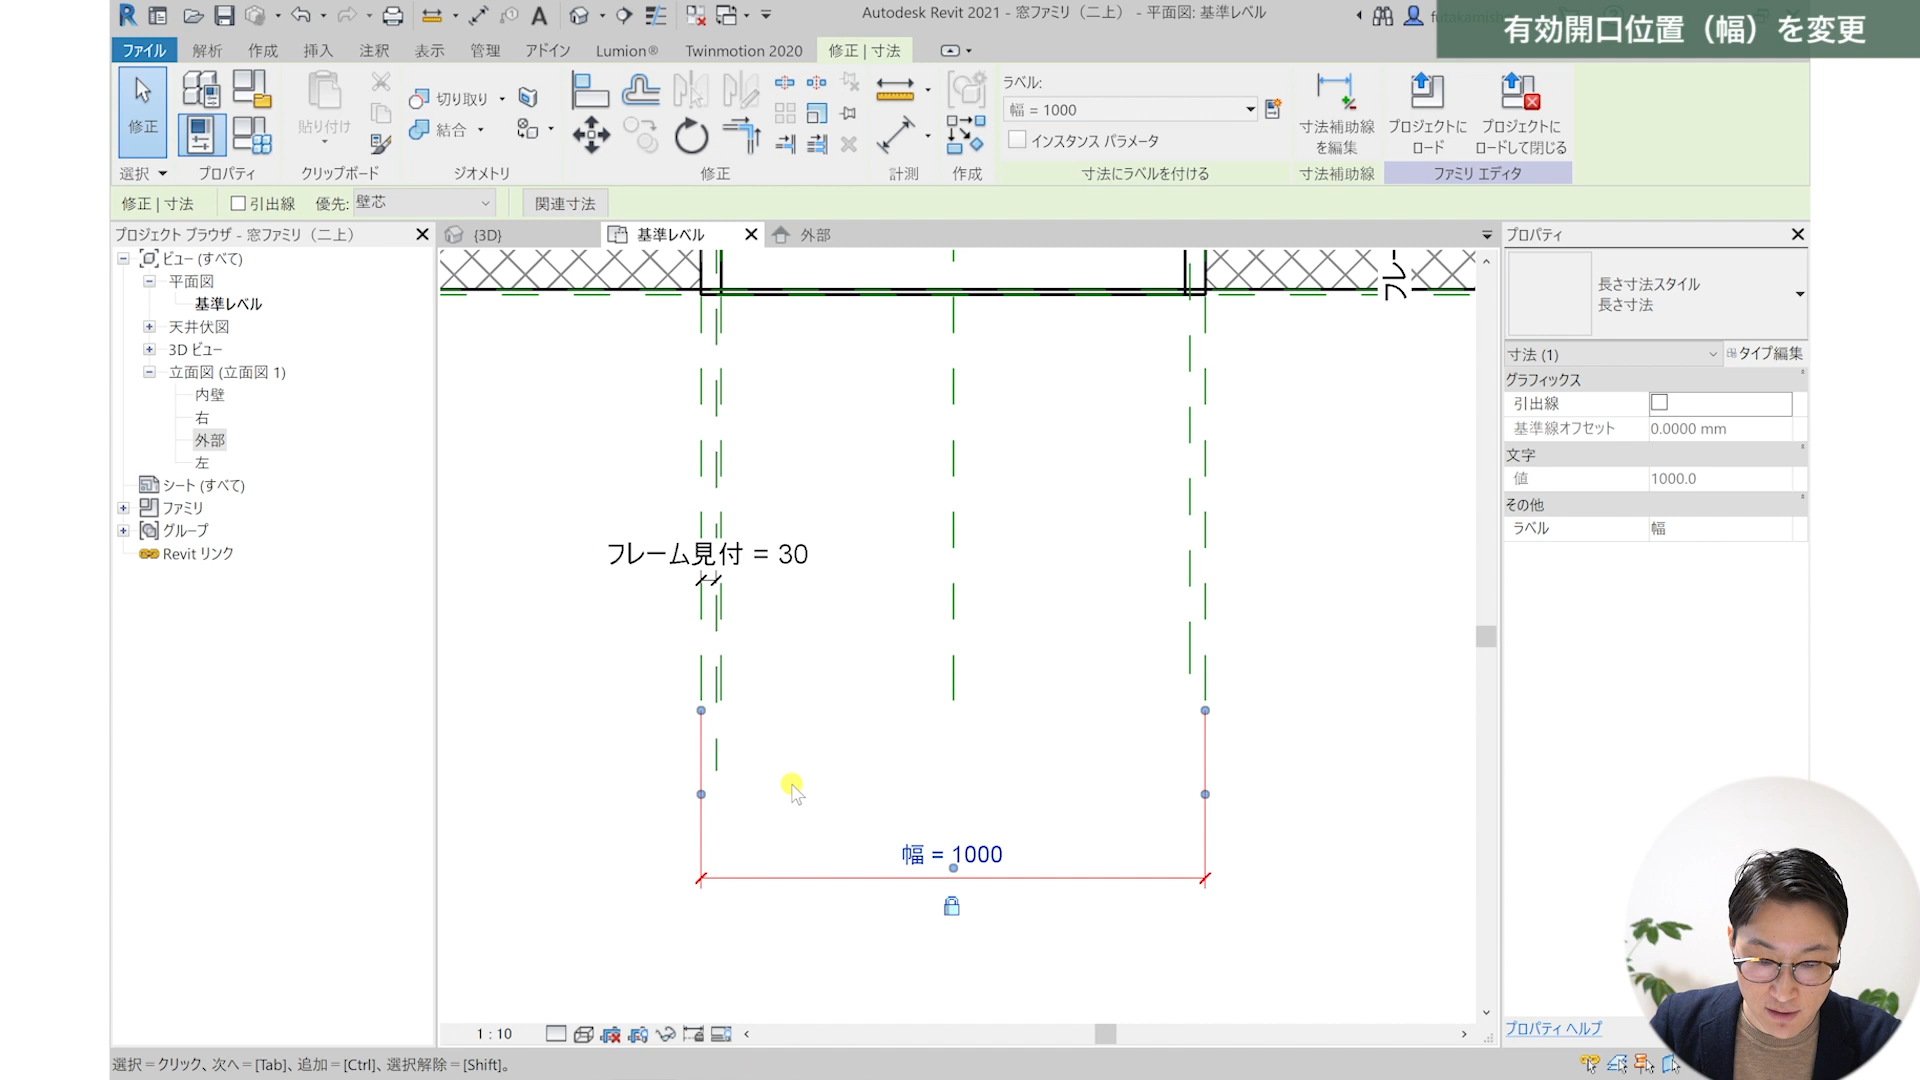 Autodesk Revit 2021 - 窓ファミリ（二上） - 平面図: 基準レベル
有効開口位置（幅）を変更
ファイル 解析 作成 挿入 注釈 表示 管理 アドイン Lumion® Twinmotion 2020 修正 | 寸法
修正
貼り付け
切り取り
結合
ラベル:
幅 = 1000
インスタンス パラメータ
寸法補助線
を編集
プロジェクトに
ロード
プロジェクトに
ロードして閉じる
選択 プロパティ クリップボード ジオメトリ 修正 計測 作成 寸法にラベルを付ける 寸法補助線 ファミリ エディタ
修正 | 寸法 引出線 優先: 壁芯 関連寸法
プロジェクト ブラウザ - 窓ファミリ（二上）
{3D} 基準レベル 外部
プロパティ
ビュー (すべて)
平面図
基準レベル
天井伏図
3D ビュー
立面図 (立面図 1)
内壁
右
外部
左
シート (すべて)
ファミリ
グループ
Revit リンク
フレ-
フレーム見付 = 30
幅 = 1000
長さ寸法スタイル
長さ寸法
寸法 (1)
タイプ編集
グラフィックス
引出線
基準線オフセット 0.0000 mm
文字
値 1000.0
その他
ラベル 幅
プロパティ ヘルプ
1 : 10
選択＝クリック、次へ＝[Tab]、追加＝[Ctrl]、選択解除＝[Shift]。